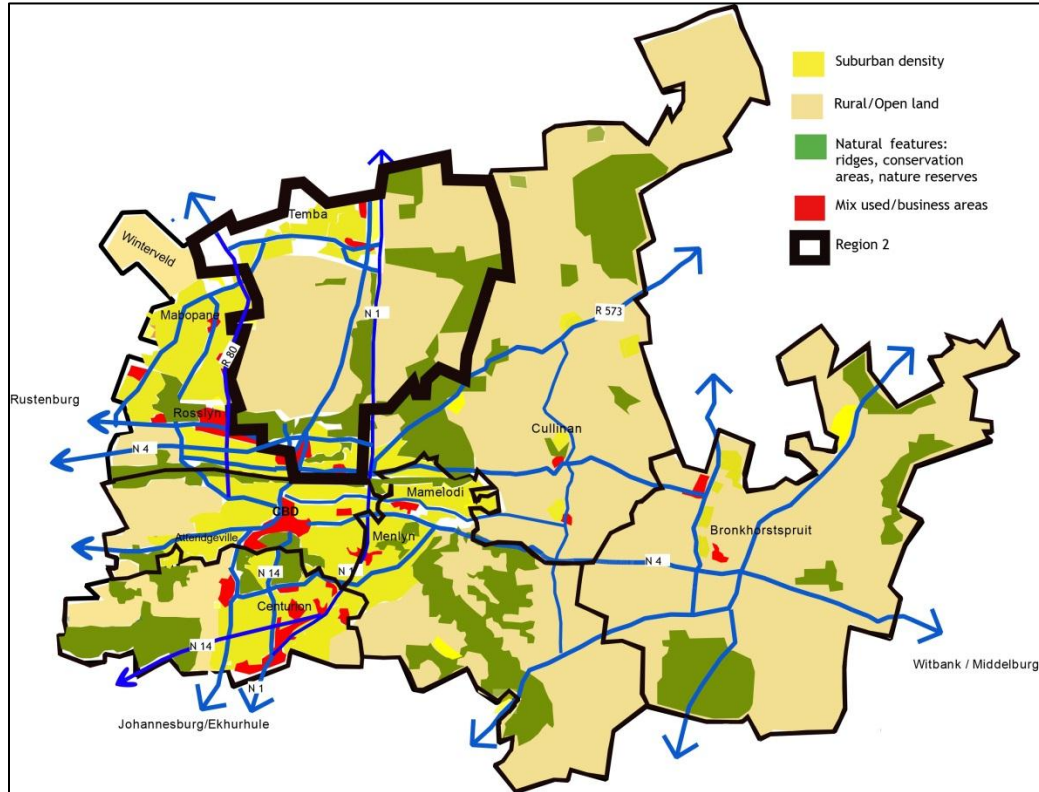 Suburban density
Rural/Open land
Natural features:
ridges, conservation
areas, nature reserves
Mix used/business areas
Region 2
Temba
Winterveld
Mabopane
N 1
R 573
R 80
Rustenburg
Rosslyn
Cullinan
N 4
Mamelodi
CBD
Bronkhorstspruit
Atteridgeville
Menlyn
N 4
N 14
N 1
Centurion
N 14
N 1
Witbank / Middelburg
Johannesburg/Ekhurhule